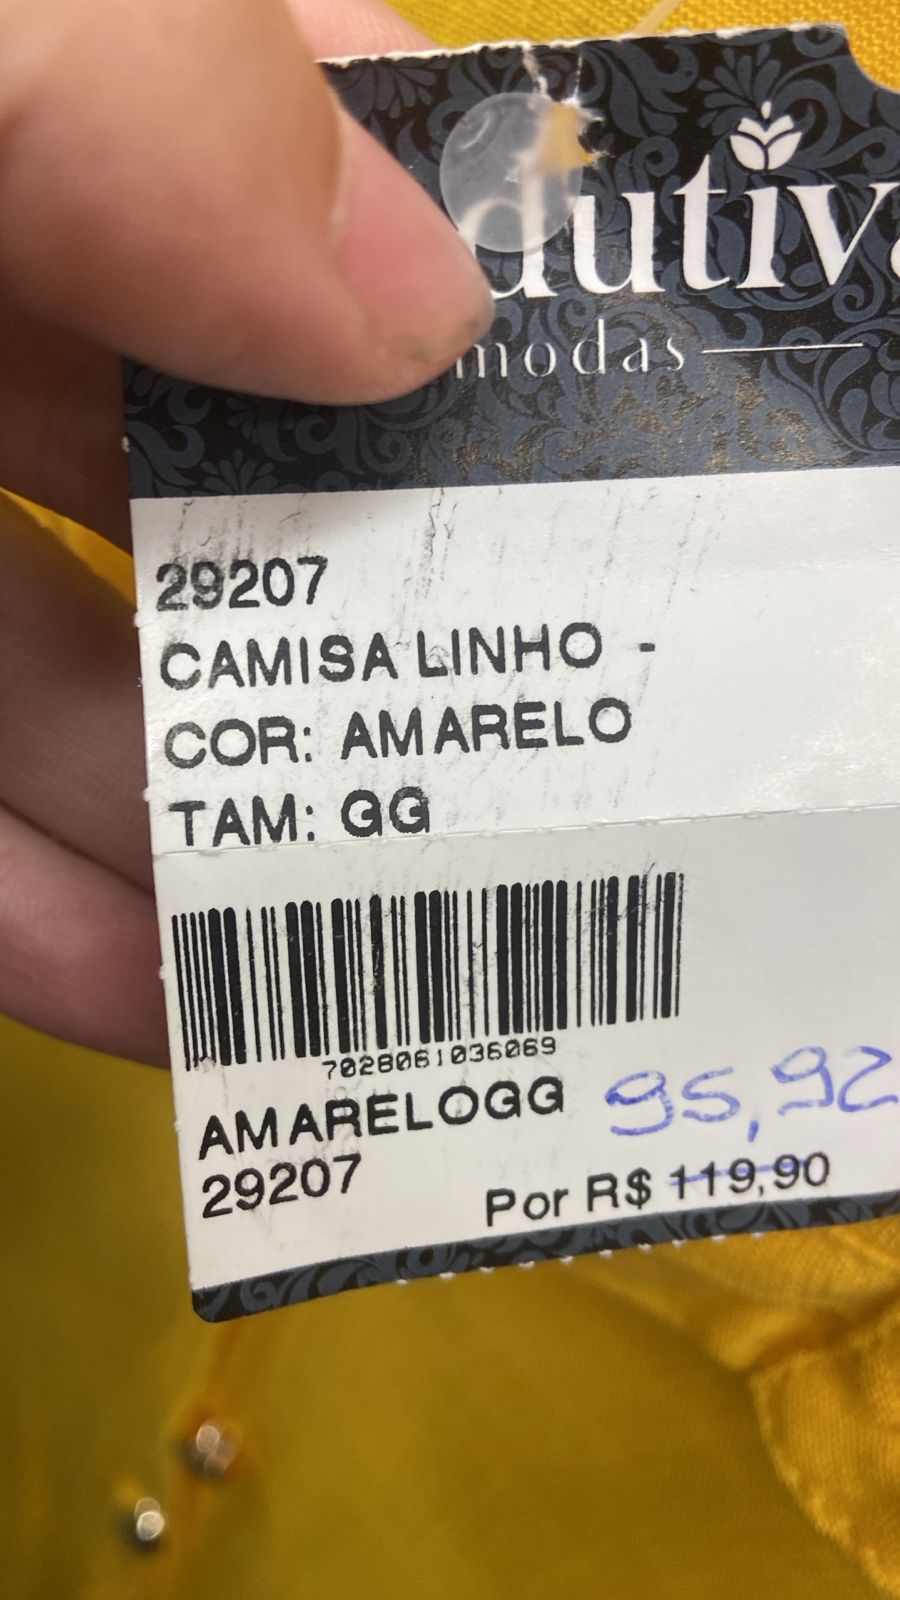 dutiva
modas
29207
CAMISA LINHO -
COR: AMARELO
TAM: GG
7028061036069
AMARELOGG
95,92
29207
Por R$ 119,90